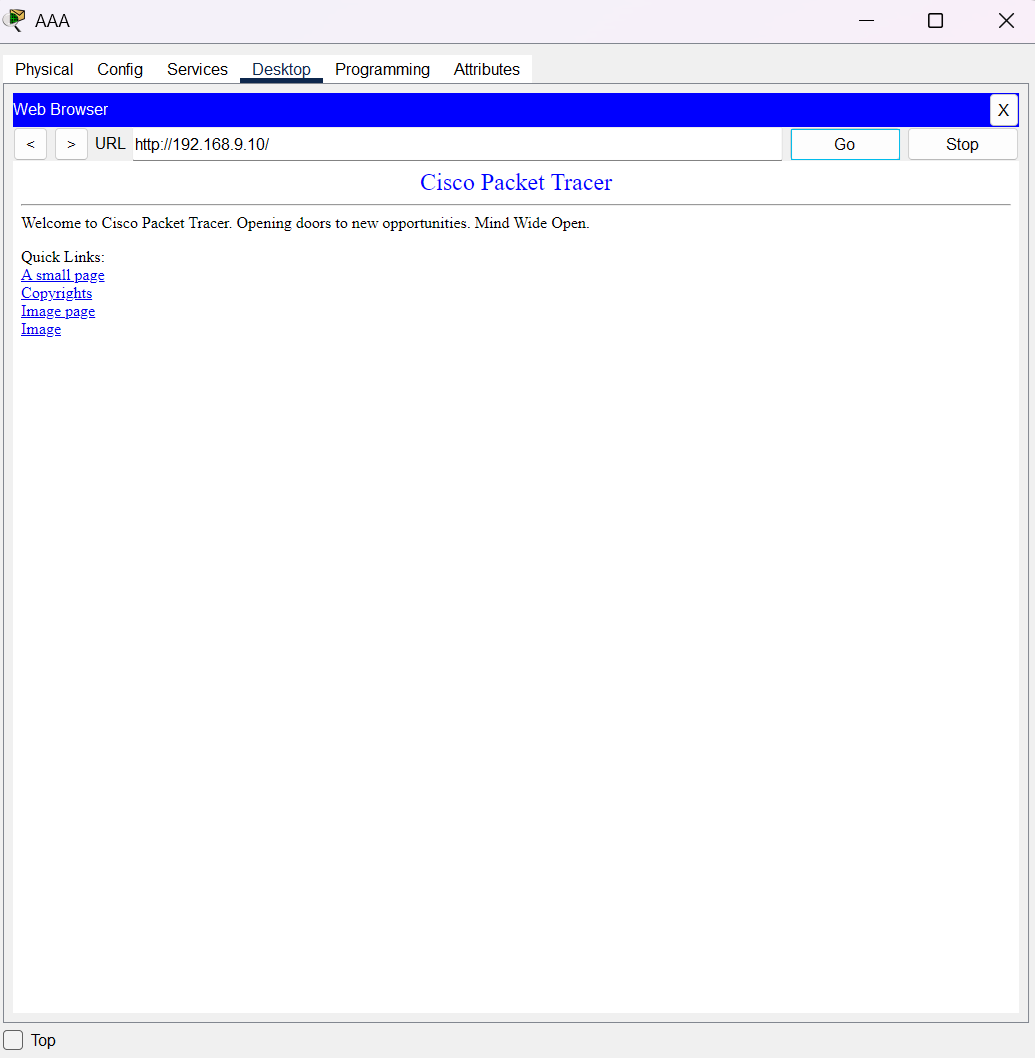 AAA
Physical Config Services Desktop Programming Attributes
Web Browser X
< > URL http://192.168.9.10/ Go Stop
Cisco Packet Tracer
Welcome to Cisco Packet Tracer. Opening doors to new opportunities. Mind Wide Open.
Quick Links:
A small page
Copyrights
Image page
Image
Top